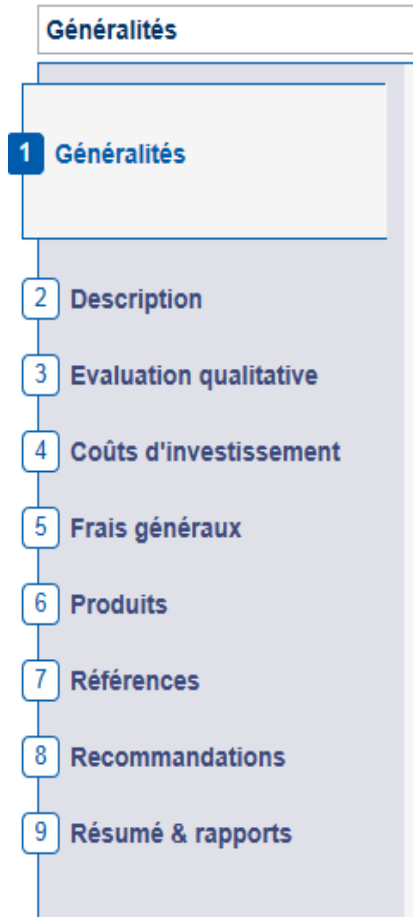 Généralités
1 Généralités
2 Description
3 Evaluation qualitative
4 Coûts d'investissement
5 Frais généraux
6 Produits
7 Références
8 Recommandations
9 Résumé & rapports